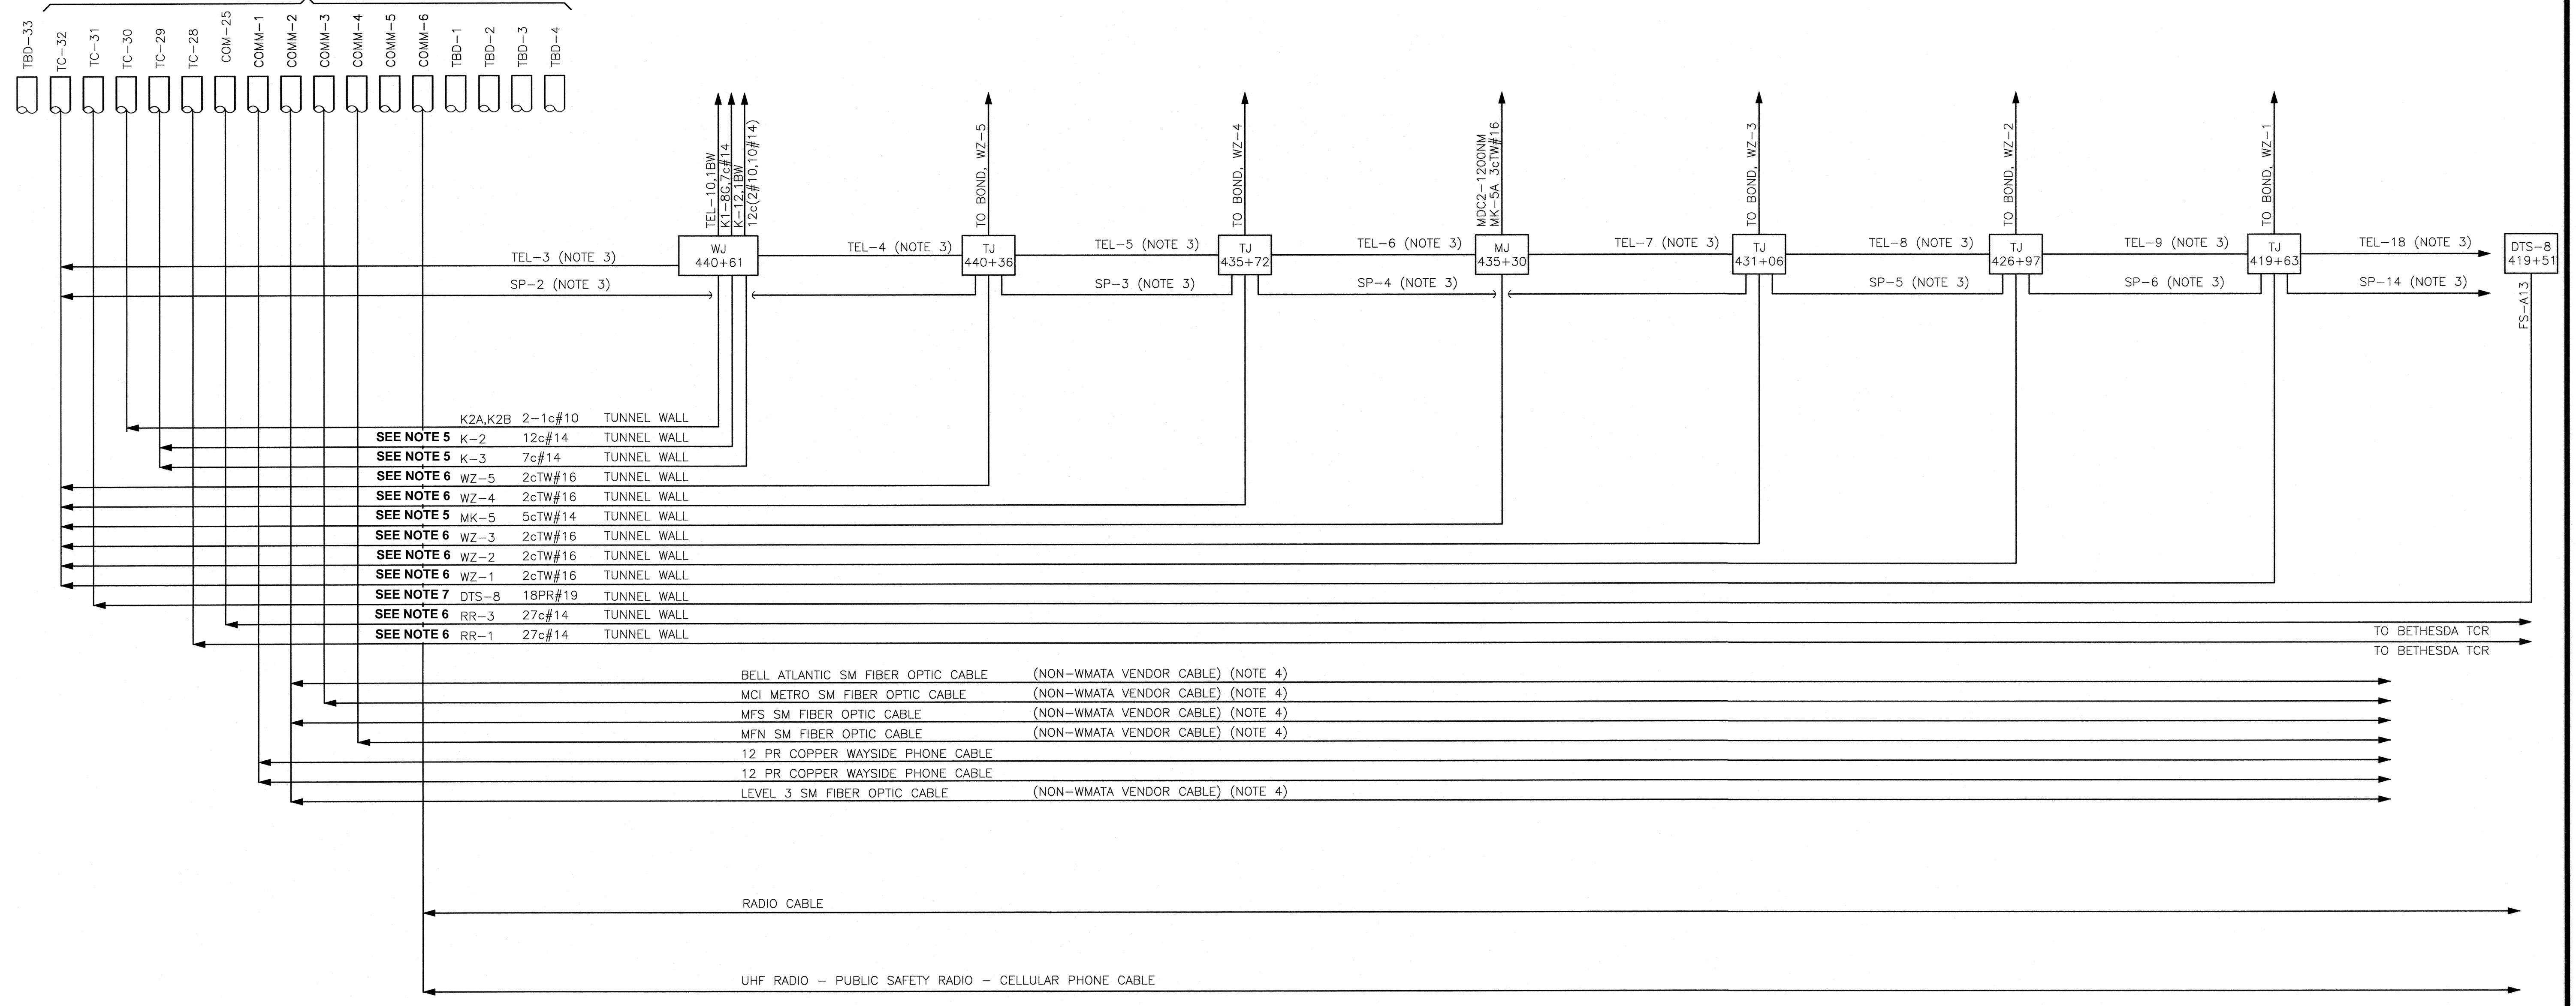 TBD-33
TC-32
TC-31
TC-30
TC-29
TC-28
COM-25
COMM-1
COMM-2
COMM-3
COMM-4
COMM-5
COMM-6
TBD-1
TBD-2
TBD-3
TBD-4
TEL-10,1BW
K1-8G,7c#14
K-12,1BW
12c(2#10,10#14)
TO BOND, WZ-5
TO BOND, WZ-4
MDC2-1200NM
MK-5A 3cTW#16
TO BOND, WZ-3
TO BOND, WZ-2
TO BOND, WZ-1
TEL-3 (NOTE 3)
WJ
440+61
TEL-4 (NOTE 3)
TJ
440+36
TEL-5 (NOTE 3)
TJ
435+72
TEL-6 (NOTE 3)
MJ
435+30
TEL-7 (NOTE 3)
TJ
431+06
TEL-8 (NOTE 3)
TJ
426+97
TEL-9 (NOTE 3)
TJ
419+63
TEL-18 (NOTE 3)
DTS-8
419+51
SP-2 (NOTE 3)
SP-3 (NOTE 3)
SP-4 (NOTE 3)
SP-5 (NOTE 3)
SP-6 (NOTE 3)
SP-14 (NOTE 3)
FS-A13
K2A,K2B 2-1c#10 TUNNEL WALL
SEE NOTE 5 K-2 12c#14 TUNNEL WALL
SEE NOTE 5 K-3 7c#14 TUNNEL WALL
SEE NOTE 6 WZ-5 2cTW#16 TUNNEL WALL
SEE NOTE 6 WZ-4 2cTW#16 TUNNEL WALL
SEE NOTE 5 MK-5 5cTW#14 TUNNEL WALL
SEE NOTE 6 WZ-3 2cTW#16 TUNNEL WALL
SEE NOTE 6 WZ-2 2cTW#16 TUNNEL WALL
SEE NOTE 6 WZ-1 2cTW#16 TUNNEL WALL
SEE NOTE 7 DTS-8 18PR#19 TUNNEL WALL
SEE NOTE 6 RR-3 27c#14 TUNNEL WALL
TO BETHESDA TCR
SEE NOTE 6 RR-1 27c#14 TUNNEL WALL
TO BETHESDA TCR
BELL ATLANTIC SM FIBER OPTIC CABLE (NON-WMATA VENDOR CABLE) (NOTE 4)
MCI METRO SM FIBER OPTIC CABLE (NON-WMATA VENDOR CABLE) (NOTE 4)
MFS SM FIBER OPTIC CABLE (NON-WMATA VENDOR CABLE) (NOTE 4)
MFN SM FIBER OPTIC CABLE (NON-WMATA VENDOR CABLE) (NOTE 4)
12 PR COPPER WAYSIDE PHONE CABLE
12 PR COPPER WAYSIDE PHONE CABLE
LEVEL 3 SM FIBER OPTIC CABLE (NON-WMATA VENDOR CABLE) (NOTE 4)
RADIO CABLE
UHF RADIO - PUBLIC SAFETY RADIO - CELLULAR PHONE CABLE